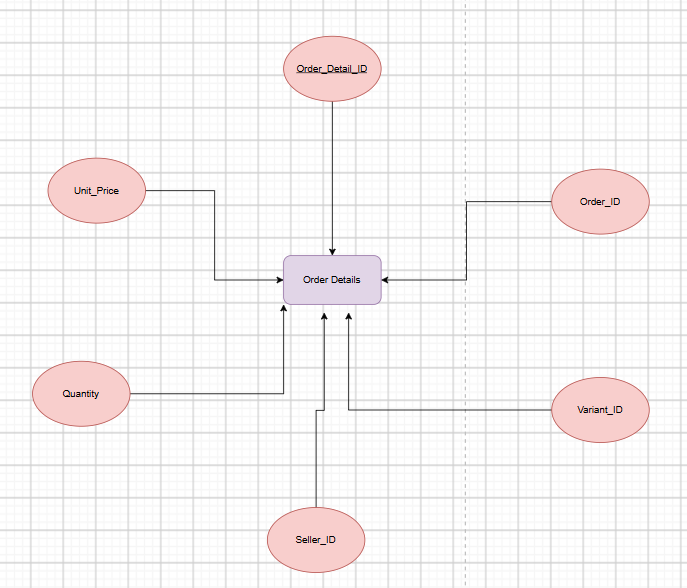 Order_Detail_ID
Unit_Price
Order_ID
Order Details
Quantity
Variant_ID
Seller_ID